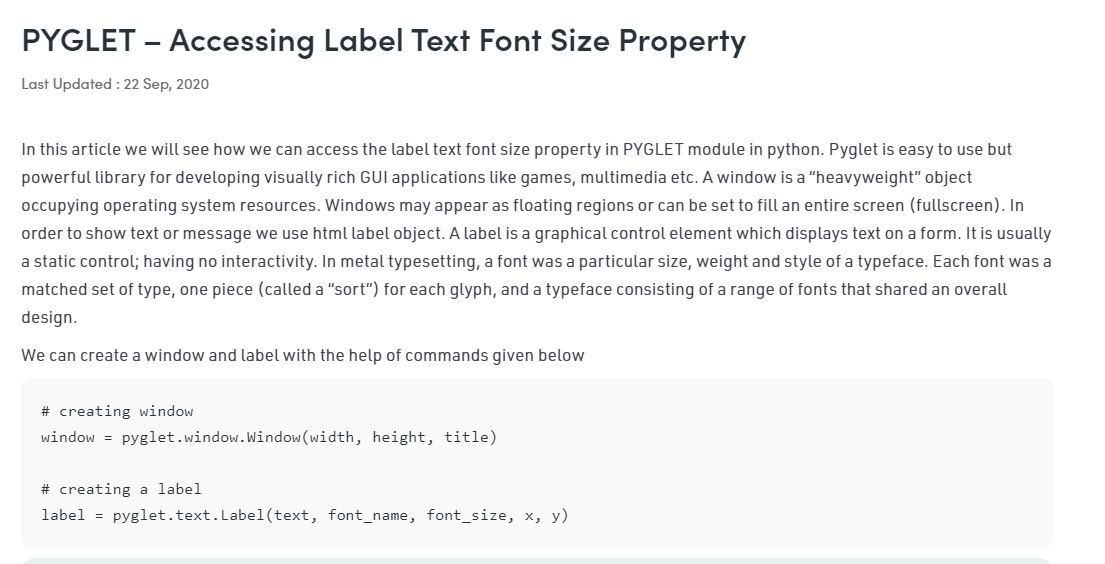 PYGLET – Accessing Label Text Font Size Property
Last Updated : 22 Sep, 2020
In this article we will see how we can access the label text font size property in PYGLET module in python. Pyglet is easy to use but
powerful library for developing visually rich GUI applications like games, multimedia etc. A window is a “heavyweight” object
occupying operating system resources. Windows may appear as floating regions or can be set to fill an entire screen (fullscreen). In
order to show text or message we use html label object. A label is a graphical control element which displays text on a form. It is usually
a static control; having no interactivity. In metal typesetting, a font was a particular size, weight and style of a typeface. Each font was a
matched set of type, one piece (called a “sort”) for each glyph, and a typeface consisting of a range of fonts that shared an overall
design.
We can create a window and label with the help of commands given below
# creating window
window = pyglet.window.Window(width, height, title)
# creating a label
label = pyglet.text.Label(text, font_name, font_size, x, y)